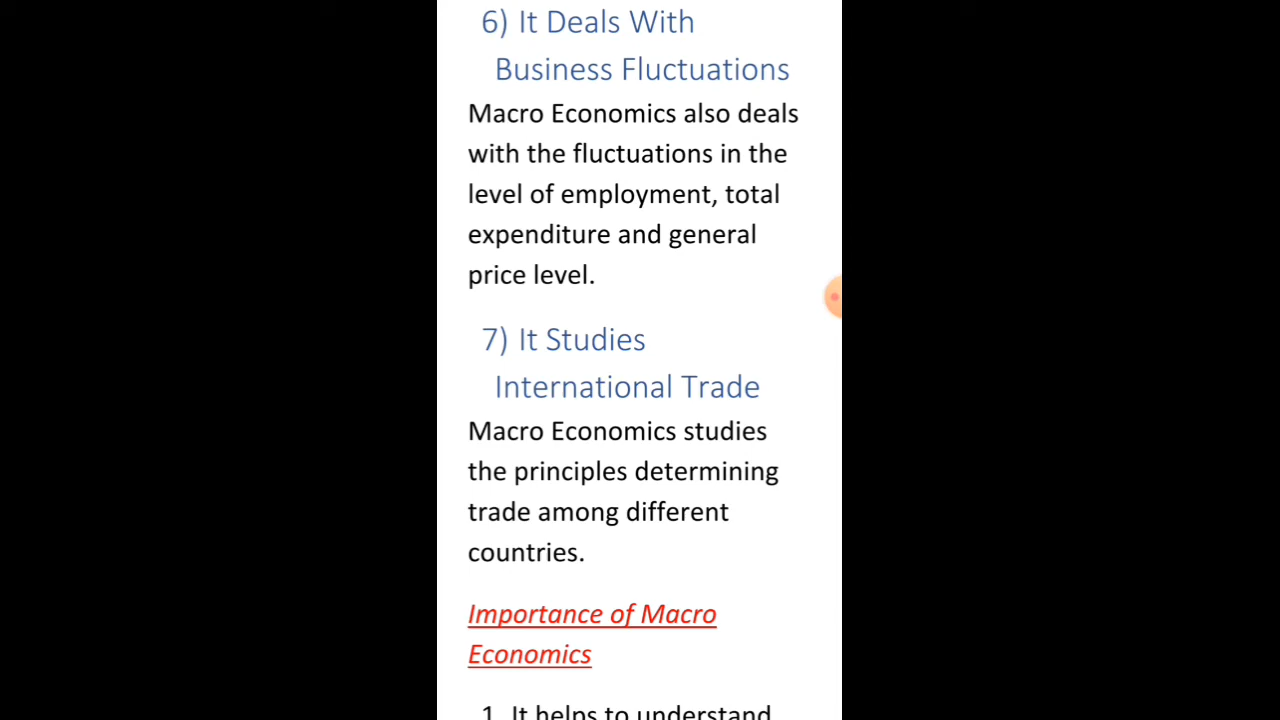 6) It Deals With
Business Fluctuations
Macro Economics also deals
with the fluctuations in the
level of employment, total
expenditure and general
price level.
7) It Studies
International Trade
Macro Economics studies
the principles determining
trade among different
countries.
Importance of Macro
Economics
1. It helps to understand